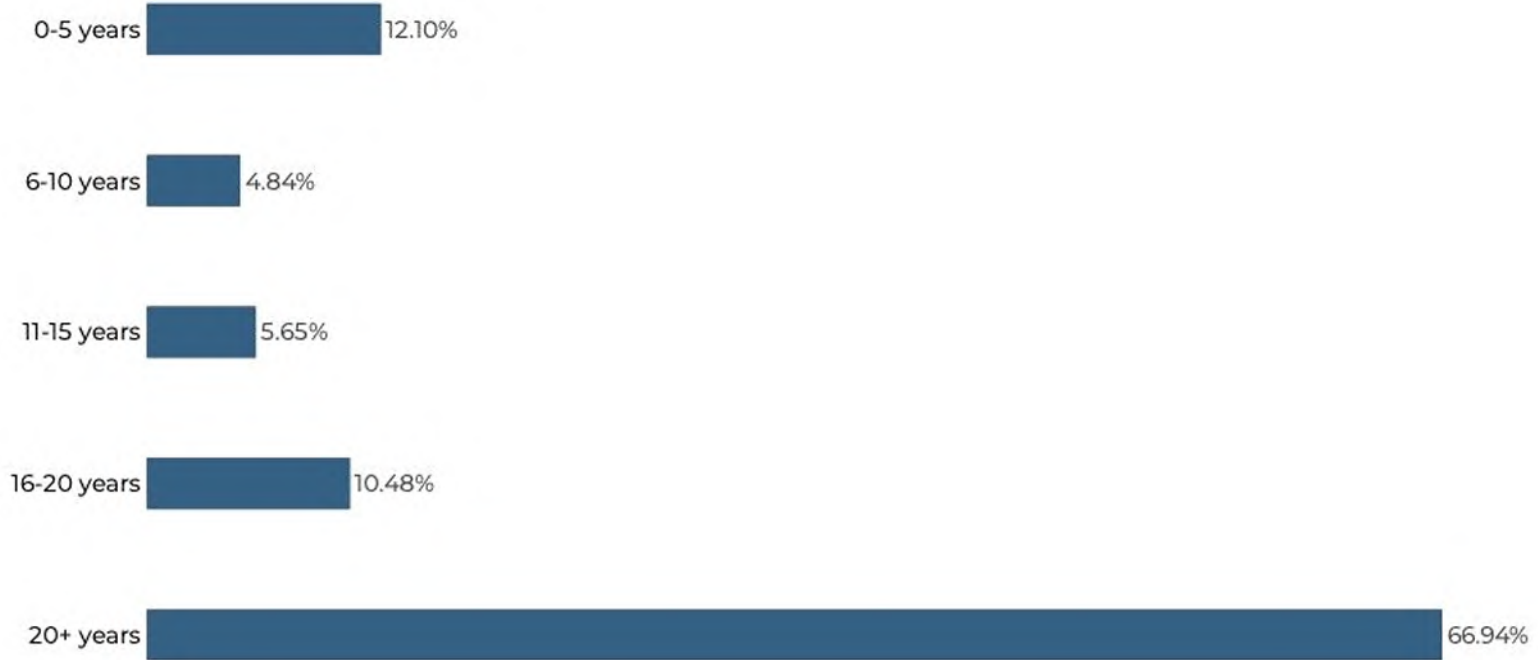 0-5 years 12.10%
6-10 years 4.84%
11-15 years 5.65%
16-20 years 10.48%
20+ years 66.94%